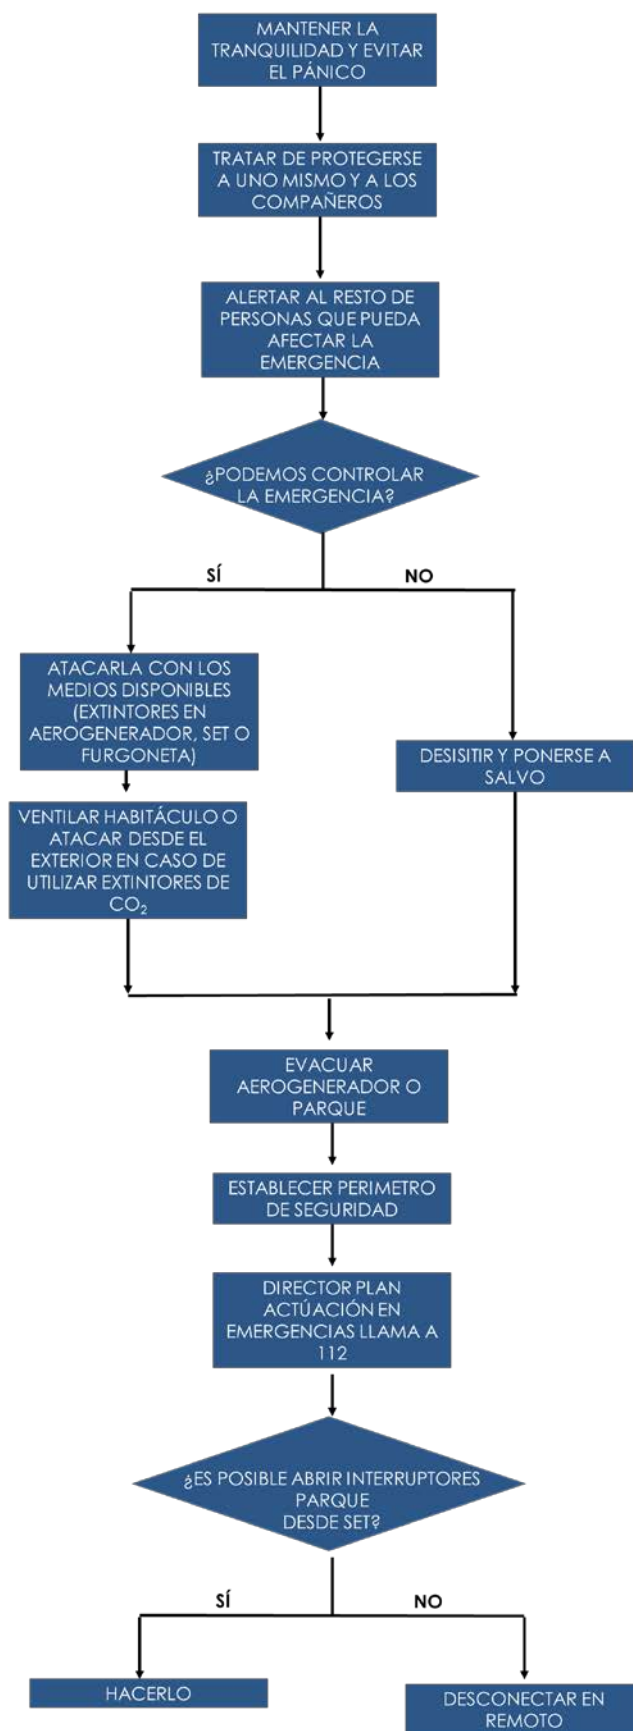 MANTENER LA
TRANQUILIDAD Y EVITAR
EL PÁNICO
TRATAR DE PROTEGERSE
A UNO MISMO Y A LOS
COMPAÑEROS
ALERTAR AL RESTO DE
PERSONAS QUE PUEDA
AFECTAR LA
EMERGENCIA
¿PODEMOS CONTROLAR
LA EMERGENCIA?
SÍ
NO
ATACARLA CON LOS
MEDIOS DISPONIBLES
(EXTINTORES EN
AEROGENERADOR, SET O
FURGONETA)
DESISITIR Y PONERSE A
SALVO
VENTILAR HABITÁCULO O
ATACAR DESDE EL
EXTERIOR EN CASO DE
UTILIZAR EXTINTORES DE
CO₂
EVACUAR
AEROGENERADOR O
PARQUE
ESTABLECER PERIMETRO
DE SEGURIDAD
DIRECTOR PLAN
ACTÚACIÓN EN
EMERGENCIAS LLAMA A
112
¿ES POSIBLE ABRIR INTERRUPTORES
PARQUE
DESDE SET?
SÍ
NO
HACERLO
DESCONECTAR EN
REMOTO